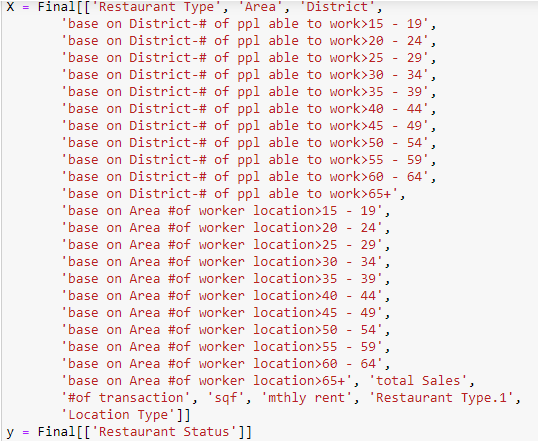 X = Final[['Restaurant Type', 'Area', 'District',
'base on District-# of ppl able to work>15 - 19',
'base on District-# of ppl able to work>20 - 24',
'base on District-# of ppl able to work>25 - 29',
'base on District-# of ppl able to work>30 - 34',
'base on District-# of ppl able to work>35 - 39',
'base on District-# of ppl able to work>40 - 44',
'base on District-# of ppl able to work>45 - 49',
'base on District-# of ppl able to work>50 - 54',
'base on District-# of ppl able to work>55 - 59',
'base on District-# of ppl able to work>60 - 64',
'base on District-# of ppl able to work>65+',
'base on Area #of worker location>15 - 19',
'base on Area #of worker location>20 - 24',
'base on Area #of worker location>25 - 29',
'base on Area #of worker location>30 - 34',
'base on Area #of worker location>35 - 39',
'base on Area #of worker location>40 - 44',
'base on Area #of worker location>45 - 49',
'base on Area #of worker location>50 - 54',
'base on Area #of worker location>55 - 59',
'base on Area #of worker location>60 - 64',
'base on Area #of worker location>65+', 'total Sales',
'#of transaction', 'sqf', 'mthly rent', 'Restaurant Type.1',
'Location Type']]
y = Final[['Restaurant Status']]